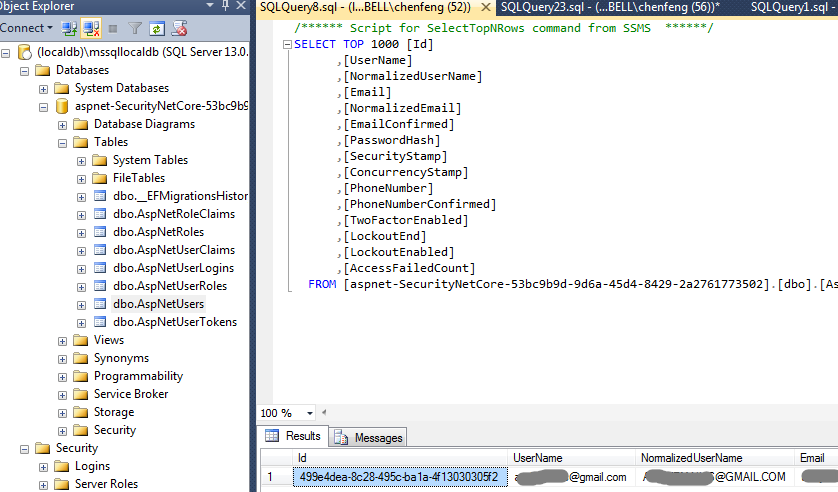 Object Explorer
Connect
(localdb)\mssqllocaldb (SQL Server 13.0.
Databases
System Databases
aspnet-SecurityNetCore-53bc9b9
Database Diagrams
Tables
System Tables
FileTables
dbo.__EFMigrationsHistor
dbo.AspNetRoleClaims
dbo.AspNetRoles
dbo.AspNetUserClaims
dbo.AspNetUserLogins
dbo.AspNetUserRoles
dbo.AspNetUsers
dbo.AspNetUserTokens
Views
Synonyms
Programmability
Service Broker
Storage
Security
Security
Logins
Server Roles
SQLQuery8.sql - (l...BELL\chenfeng (52)) SQLQuery23.sql - (l...BELL\chenfeng (56))* SQLQuery1.sql - (
/****** Script for SelectTopNRows command from SSMS ******/
SELECT TOP 1000 [Id]
,[UserName]
,[NormalizedUserName]
,[Email]
,[NormalizedEmail]
,[EmailConfirmed]
,[PasswordHash]
,[SecurityStamp]
,[ConcurrencyStamp]
,[PhoneNumber]
,[PhoneNumberConfirmed]
,[TwoFactorEnabled]
,[LockoutEnd]
,[LockoutEnabled]
,[AccessFailedCount]
FROM [aspnet-SecurityNetCore-53bc9b9d-9d6a-45d4-8429-2a2761773502].[dbo].[As
100 %
Results Messages
Id UserName NormalizedUserName Email
1 499e4dea-8c28-495c-ba1a-4f13030305f2 @gmail.com @GMAIL.COM